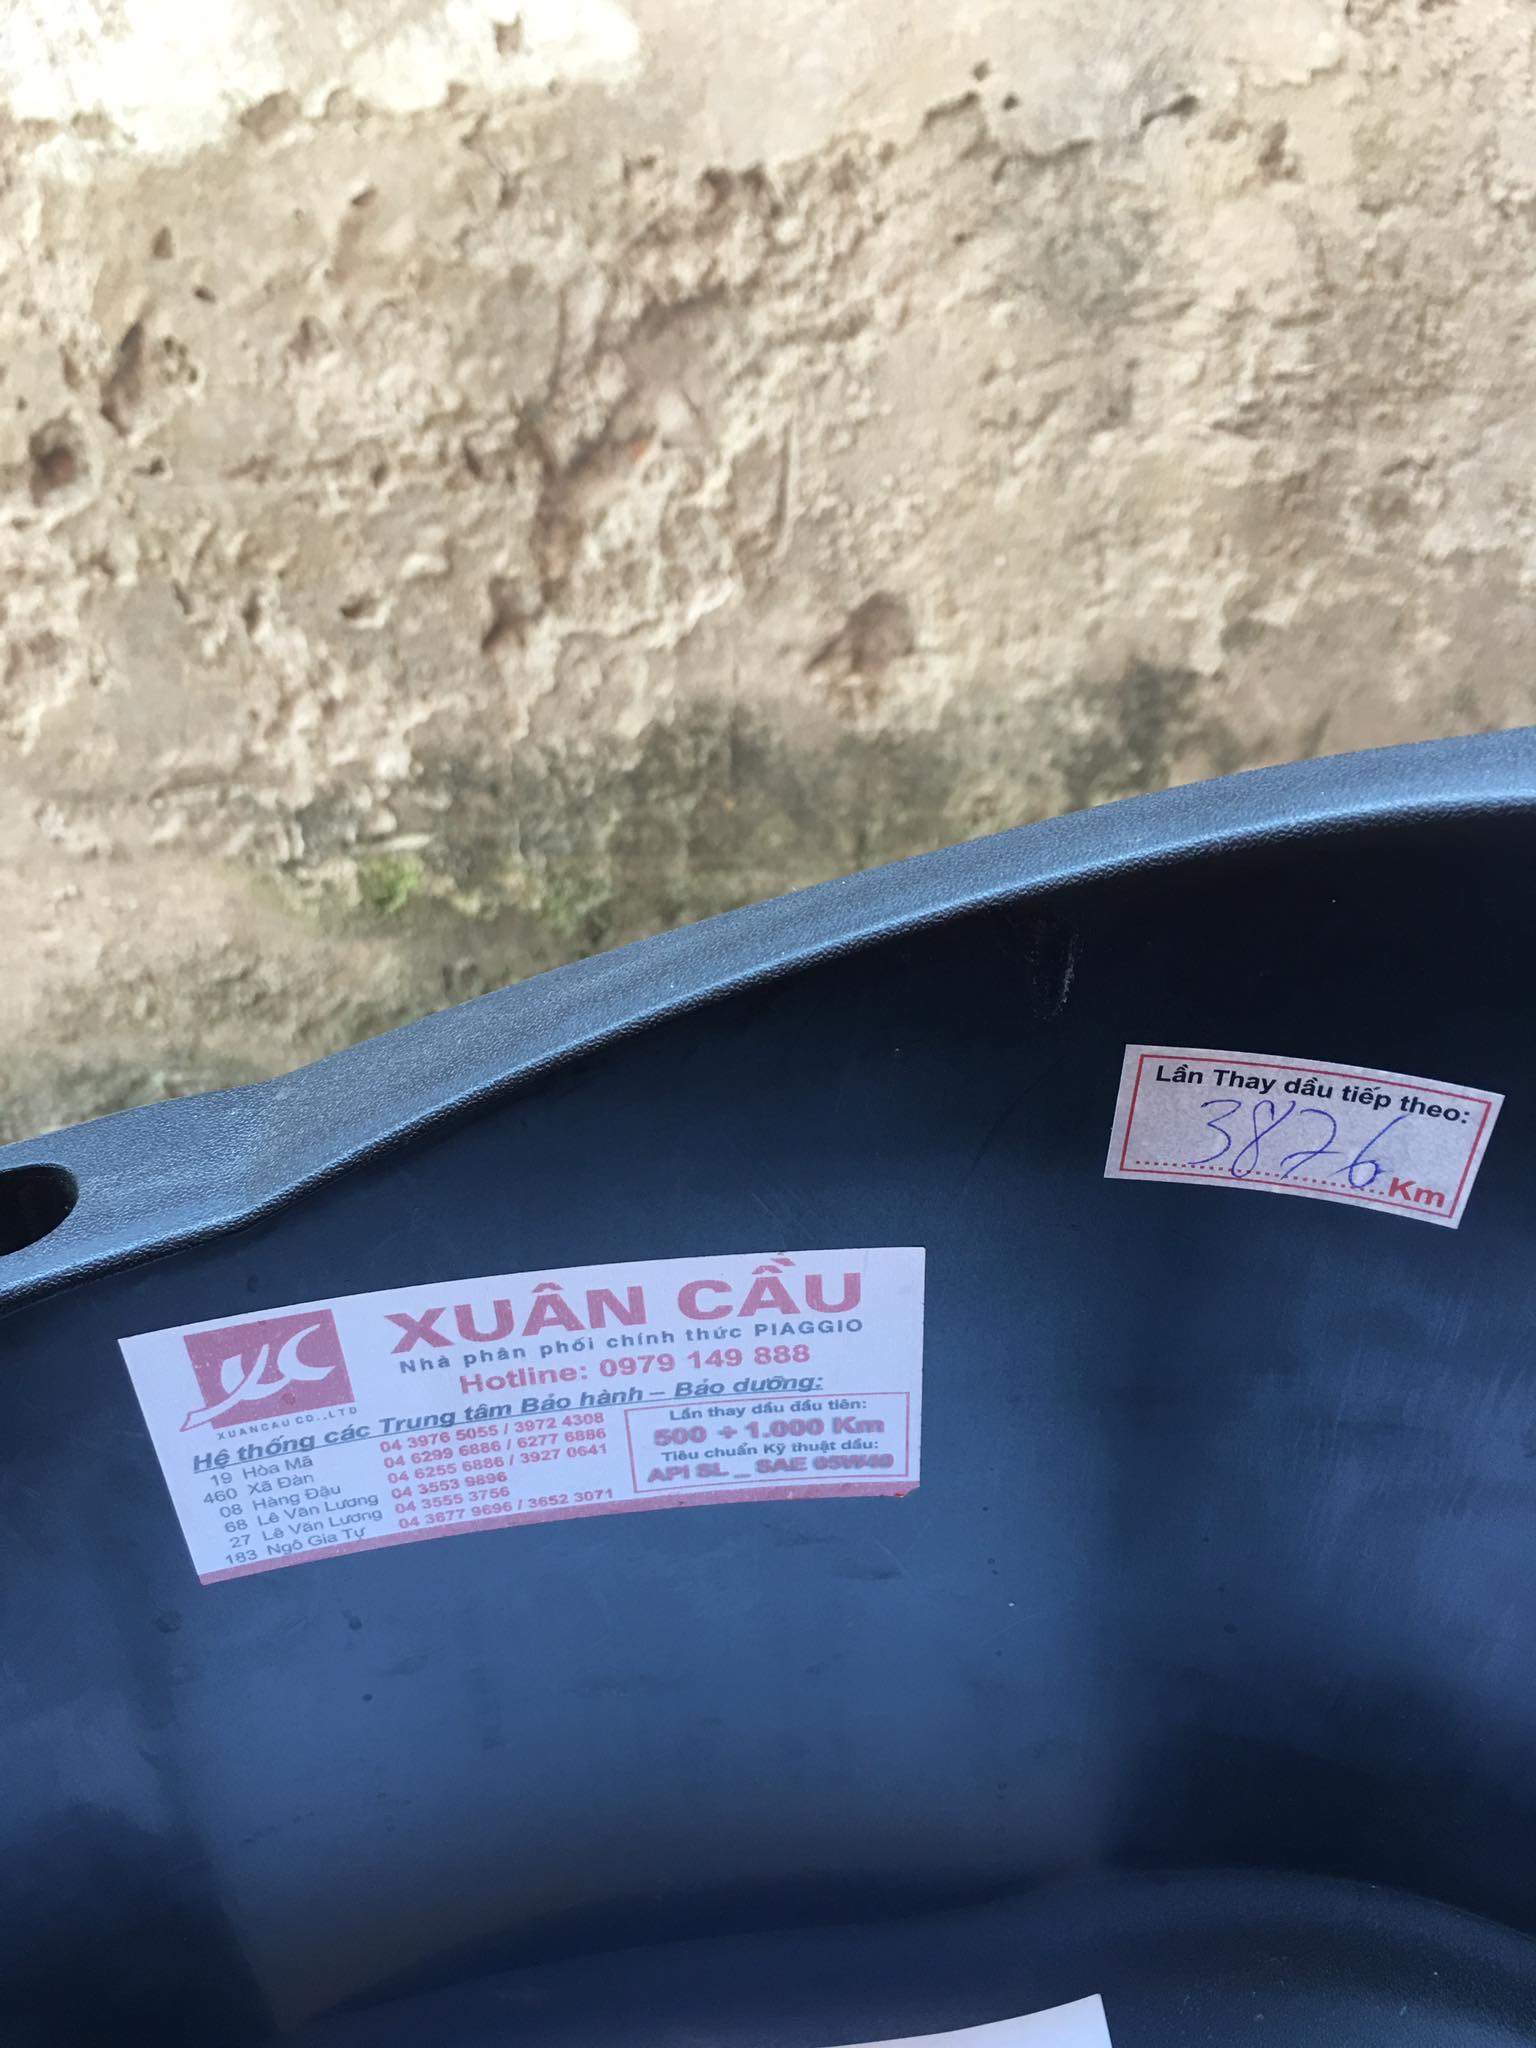 Lần Thay dầu tiếp theo:
3876 Km
XUÂN CẦU
Nhà phân phối chính thức PIAGGIO
Hotline: 0979 149 888
XUANCAU CO.,LTD
Hệ thống các Trung tâm Bảo hành – Bảo dưỡng:
19 Hòa Mã 04 3976 5055 / 3972 4308
460 Xã Đàn 04 6299 6886 / 6277 6886
08 Hàng Đậu 04 6255 6886 / 3927 0641
68 Lê Văn Lương 04 3553 9896
27 Lê Văn Lương 04 3555 3756
183 Ngô Gia Tự 04 3877 9696 / 3652 3071
Lần thay dầu đầu tiên:
500 ÷ 1.000 Km
Tiêu chuẩn Kỹ thuật dầu:
API SL _ SAE 05W40